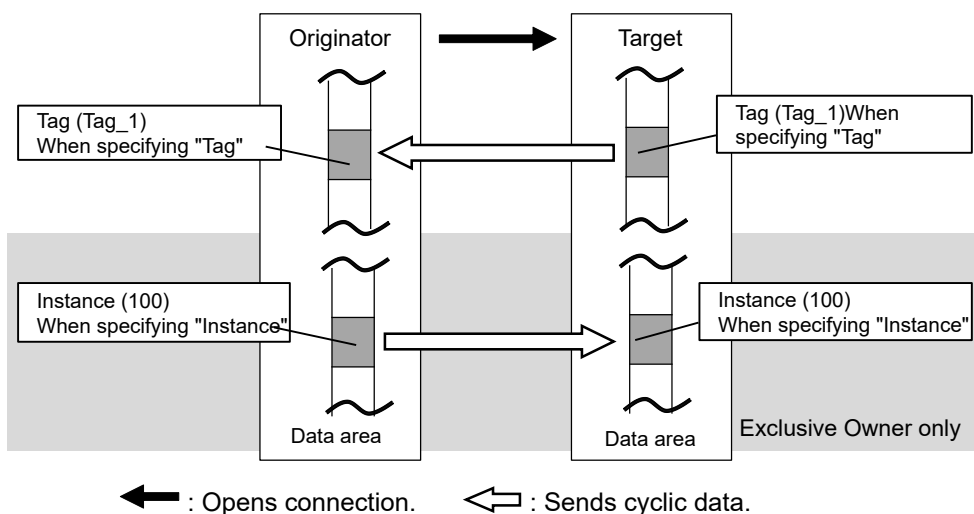 Originator
Target
Tag (Tag_1)
When specifying "Tag"
Tag (Tag_1)When
specifying "Tag"
Instance (100)
When specifying "Instance"
Instance (100)
When specifying "Instance"
Data area
Data area
Exclusive Owner only
: Opens connection.
: Sends cyclic data.